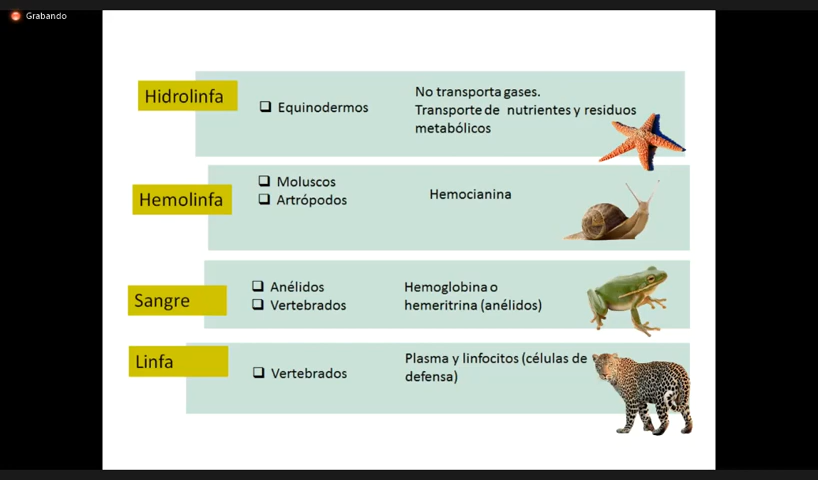 Grabando
Hidrolinfa
❑ Equinodermos
No transporta gases.
Transporte de nutrientes y residuos
metabólicos
Hemolinfa
❑ Moluscos
❑ Artrópodos
Hemocianina
Sangre
❑ Anélidos
❑ Vertebrados
Hemoglobina o
hemeritrina (anélidos)
Linfa
❑ Vertebrados
Plasma y linfocitos (células de
defensa)